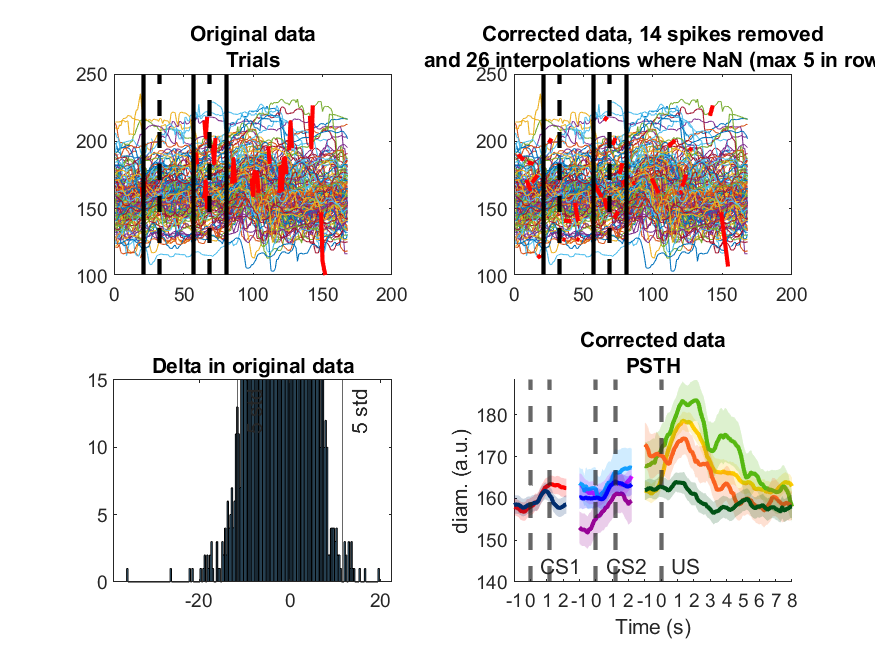 Original data
Trials
250
200
150
100
0 50 100 150 200
Corrected data, 14 spikes removed
and 26 interpolations where NaN (max 5 in row
250
200
150
100
0 50 100 150 200
Delta in original data
15
10
5
0
5 std
-20 0 20
Corrected data
PSTH
diam. (a.u.)
180
170
160
150
140
CS1 CS2 US
-1 0 1 2 -1 0 1 2 -1 0 1 2 3 4 5 6 7 8
Time (s)